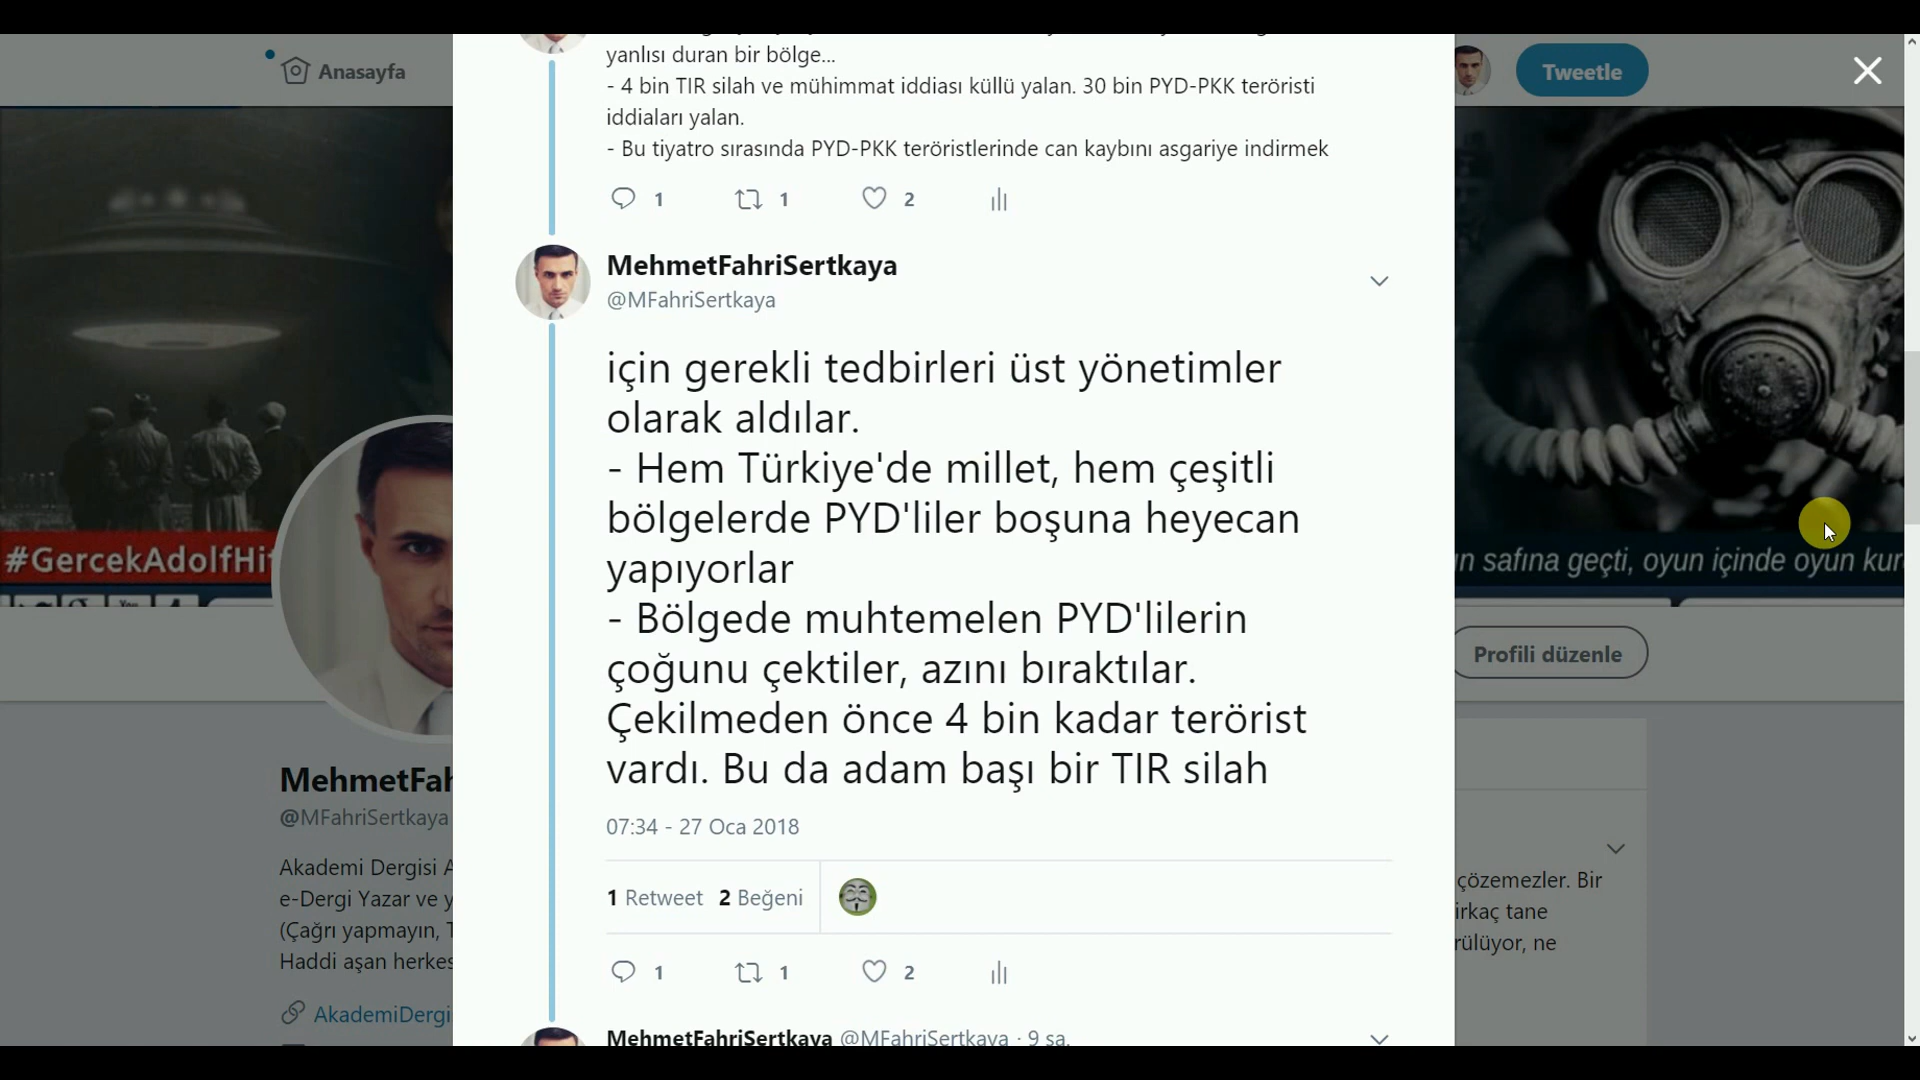 Anasayfa
Tweetle
yanlısı duran bir bölge...
- 4 bin TIR silah ve mühimmat iddiası küllü yalan. 30 bin PYD-PKK teröristi
iddiaları yalan.
- Bu tiyatro sırasında PYD-PKK teröristlerinde can kaybını asgariye indirmek
1 1 2
MehmetFahriSertkaya
@MFahriSertkaya
için gerekli tedbirleri üst yönetimler
olarak aldılar.
- Hem Türkiye'de millet, hem çeşitli
bölgelerde PYD'liler boşuna heyecan
yapıyorlar
- Bölgede muhtemelen PYD'lilerin
çoğunu çektiler, azını bıraktılar.
Çekilmeden önce 4 bin kadar terörist
vardı. Bu da adam başı bir TIR silah
07:34 - 27 Oca 2018
1 Retweet 2 Beğeni
1 1 2
MehmetFahriSertkaya @MFahriSertkaya · 9 sa.
#GercekAdolfHit
n safına geçti, oyun içinde oyun kur
Profili düzenle
MehmetFah
@MFahriSertkaya
Akademi Dergisi A
e-Dergi Yazar ve y
(Çağrı yapmayın, T
Haddi aşan herkes
AkademiDergi
çözemezler. Bir
irkaç tane
rülüyor, ne